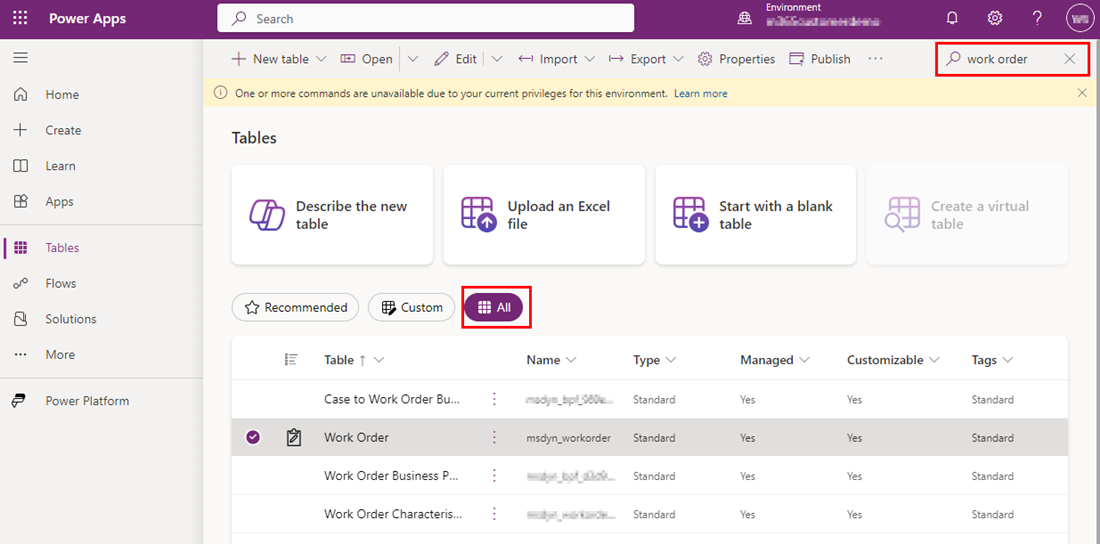 Power Apps
Search
Environment
New table
Open
Edit
Import
Export
Properties
Publish
work order
One or more commands are unavailable due to your current privileges for this environment. Learn more
Home
Create
Learn
Apps
Tables
Flows
Solutions
More
Power Platform
Tables
Describe the new
table
Upload an Excel
file
Start with a blank
table
Create a virtual
table
Recommended
Custom
All
Table Name Type Managed Customizable Tags
Case to Work Order Bu... Standard Yes Yes Standard
Work Order msdyn_workorder Standard Yes Yes Standard
Work Order Business P... Standard Yes Yes Standard
Work Order Characteris... Standard Yes Yes Standard